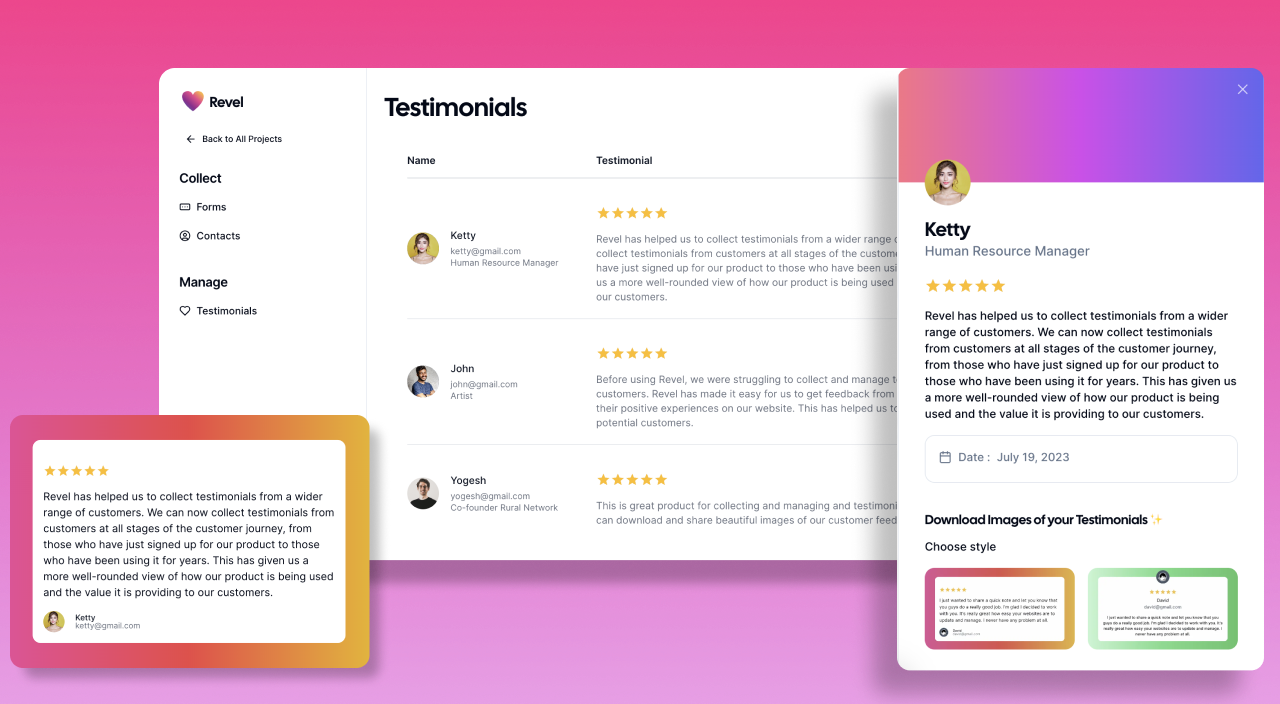 Revel
Back to All Projects
Collect
Forms
Contacts
Manage
Testimonials
Testimonials
Name
Testimonial
Ketty
ketty@gmail.com
Human Resource Manager
Revel has helped us to collect testimonials from a wider range
collect testimonials from customers at all stages of the
have just signed up for our product to those who have been
us a more well-rounded view of how our product is being used
our customers.
John
john@gmail.com
Artist
Before using Revel, we were struggling to collect and manage
customers. Revel has made it easy for us to get feedback from
their positive experiences on our website. This has helped us
potential customers.
Yogesh
yogesh@gmail.com
Co-founder Rural Network
This is great product for collecting and managing and
can download and share beautiful images of our customer
Revel has helped us to collect testimonials from a wider
range of customers. We can now collect testimonials from
customers at all stages of the customer journey, from
those who have just signed up for our product to those
who have been using it for years. This has given us a
more well-rounded view of how our product is being used
and the value it is providing to our customers.
Ketty
ketty@gmail.com
Ketty
Human Resource Manager
Revel has helped us to collect testimonials from a wider
range of customers. We can now collect testimonials
from customers at all stages of the customer journey,
from those who have just signed up for our product to
those who have been using it for years. This has given us
a more well-rounded view of how our product is being
used and the value it is providing to our customers.
Date : July 19, 2023
Download Images of your Testimonials ✨
Choose style
I just wanted to share a quick note and let you know that
you guys do a really good job. I'm glad I decided to work
with you. It's really great how easy your websites are to
update and manage. I never have any problem at all.
David
david@gmail.com
David
david@gmail.com
I just wanted to share a quick note and let you know that you
guys do a really good job. I'm glad I decided to work with you. It's
really great how easy your websites are to update and manage. I
never have any problem at all.